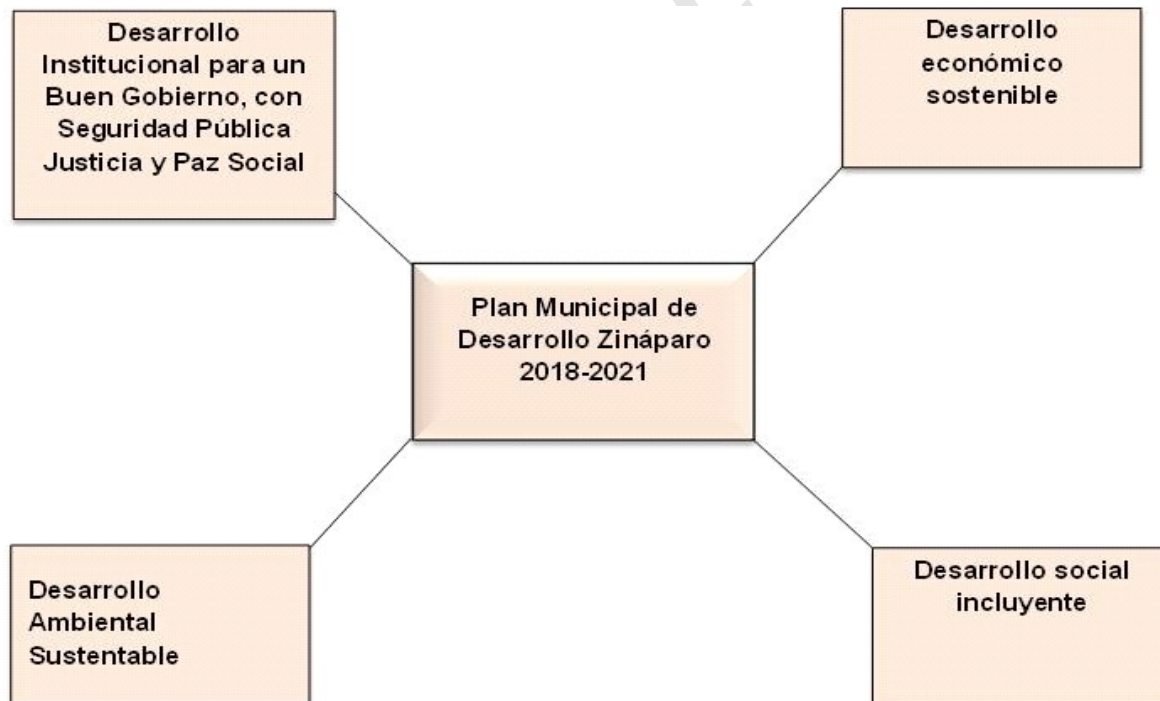 Desarrollo
Institucional para un
Buen Gobierno, con
Seguridad Pública
Justicia y Paz Social
Desarrollo
económico
sostenible
Plan Municipal de
Desarrollo Zináparo
2018-2021
Desarrollo
Ambiental
Sustentable
Desarrollo social
incluyente